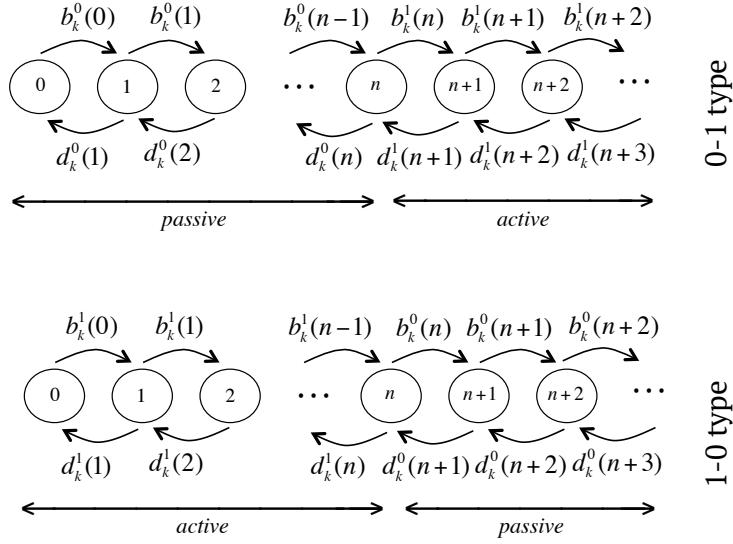 b_k^0(0) b_k^0(1) b_k^0(n−1) b_k^1(n) b_k^1(n+1) b_k^1(n+2)
0 1 2 ··· n n+1 n+2 ···
d_k^0(1) d_k^0(2) d_k^0(n) d_k^1(n+1) d_k^1(n+2) d_k^1(n+3)
passive active
0-1 type
b_k^1(0) b_k^1(1) b_k^1(n−1) b_k^0(n) b_k^0(n+1) b_k^0(n+2)
0 1 2 ··· n n+1 n+2 ···
d_k^1(1) d_k^1(2) d_k^1(n) d_k^0(n+1) d_k^0(n+2) d_k^0(n+3)
active passive
1-0 type